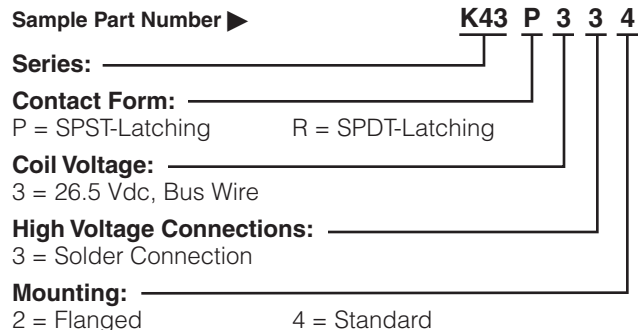 Sample Part Number ▶ K43 P 3 3 4
Series:
Contact Form:
P = SPST-Latching R = SPDT-Latching
Coil Voltage:
3 = 26.5 Vdc, Bus Wire
High Voltage Connections:
3 = Solder Connection
Mounting:
2 = Flanged 4 = Standard